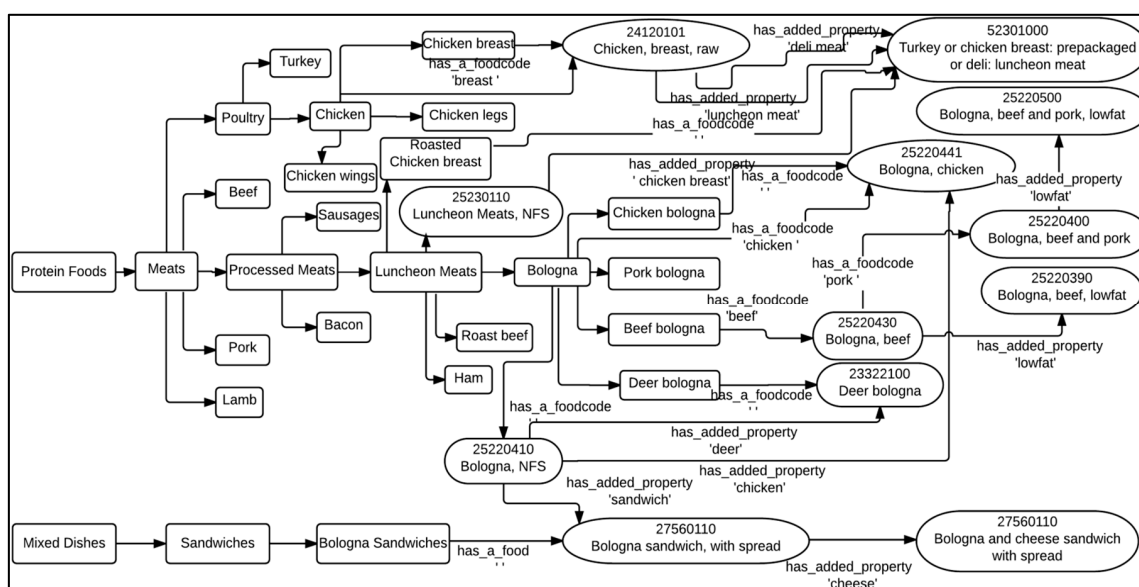 24120101
Chicken, breast, raw
has_added_property
'deli meat'
52301000
Turkey or chicken breast: prepackaged
or deli: luncheon meat
Chicken breast
has_a_foodcode
'breast '
Turkey
has_added_property
'luncheon meat'
25220500
Bologna, beef and pork, lowfat
Poultry
Chicken
Chicken legs
has_a_foodcode
' '
Roasted
Chicken breast
25220441
Bologna, chicken
Chicken wings
has_added_property
' chicken breast'
has_a_foodcode
' '
has_added_property
'lowfat'
Beef
25230110
Luncheon Meats, NFS
Sausages
Chicken bologna
has_a_foodcode
'chicken '
25220400
Bologna, beef and pork
Protein Foods
Meats
Processed Meats
Luncheon Meats
Bologna
Pork bologna
has_a_foodcode
'pork '
25220390
Bologna, beef, lowfat
has_a_foodcode
'beef'
Bacon
Roast beef
Beef bologna
25220430
Bologna, beef
has_added_property
'lowfat'
Pork
Ham
Deer bologna
has_a_foodcode
' '
23322100
Deer bologna
Lamb
has_a_foodcode
' '
has_added_property
'deer'
25220410
Bologna, NFS
has_added_property
'chicken'
has_added_property
'sandwich'
Mixed Dishes
Sandwiches
Bologna Sandwiches
has_a_food
' '
27560110
Bologna sandwich, with spread
27560110
Bologna and cheese sandwich
with spread
has_added_property
'cheese'